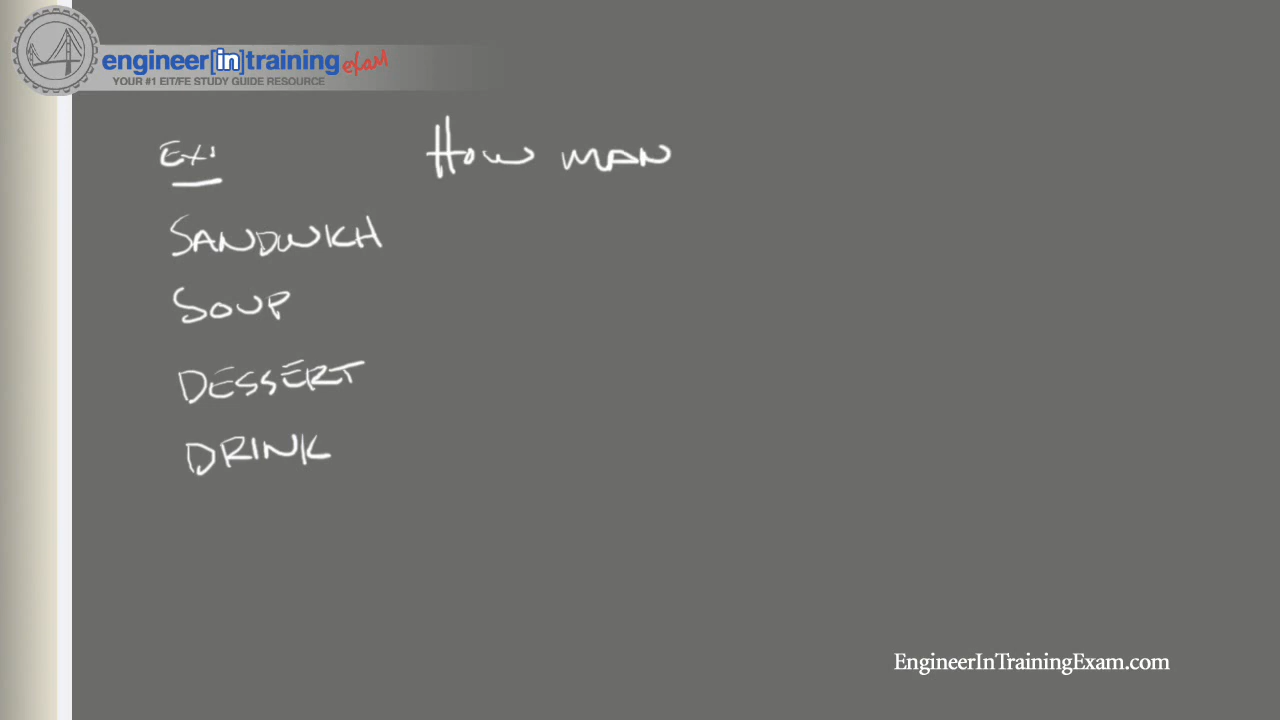 engineer[in]training exam
YOUR #1 EIT/FE STUDY GUIDE RESOURCE
EX: HOW MAN
SANDWICH
SOUP
DESSERT
DRINK
EngineerInTrainingExam.com